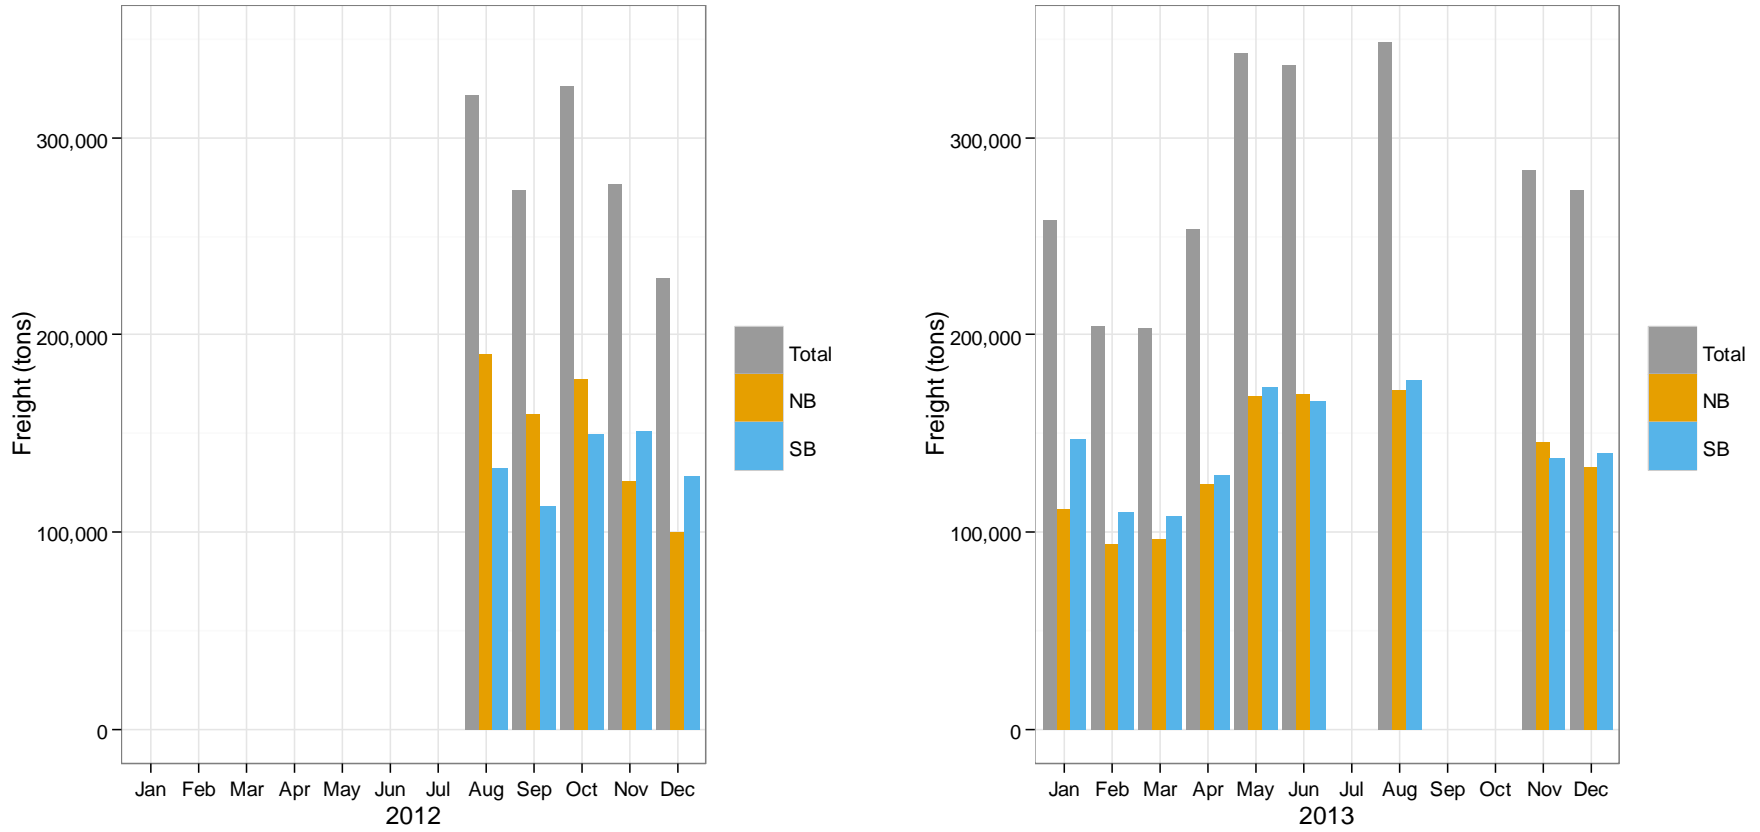 300,000
200,000
100,000
0
Freight (tons)
Jan Feb Mar Apr May Jun Jul Aug Sep Oct Nov Dec
2012
Total
NB
SB
300,000
200,000
100,000
0
Freight (tons)
Jan Feb Mar Apr May Jun Jul Aug Sep Oct Nov Dec
2013
Total
NB
SB